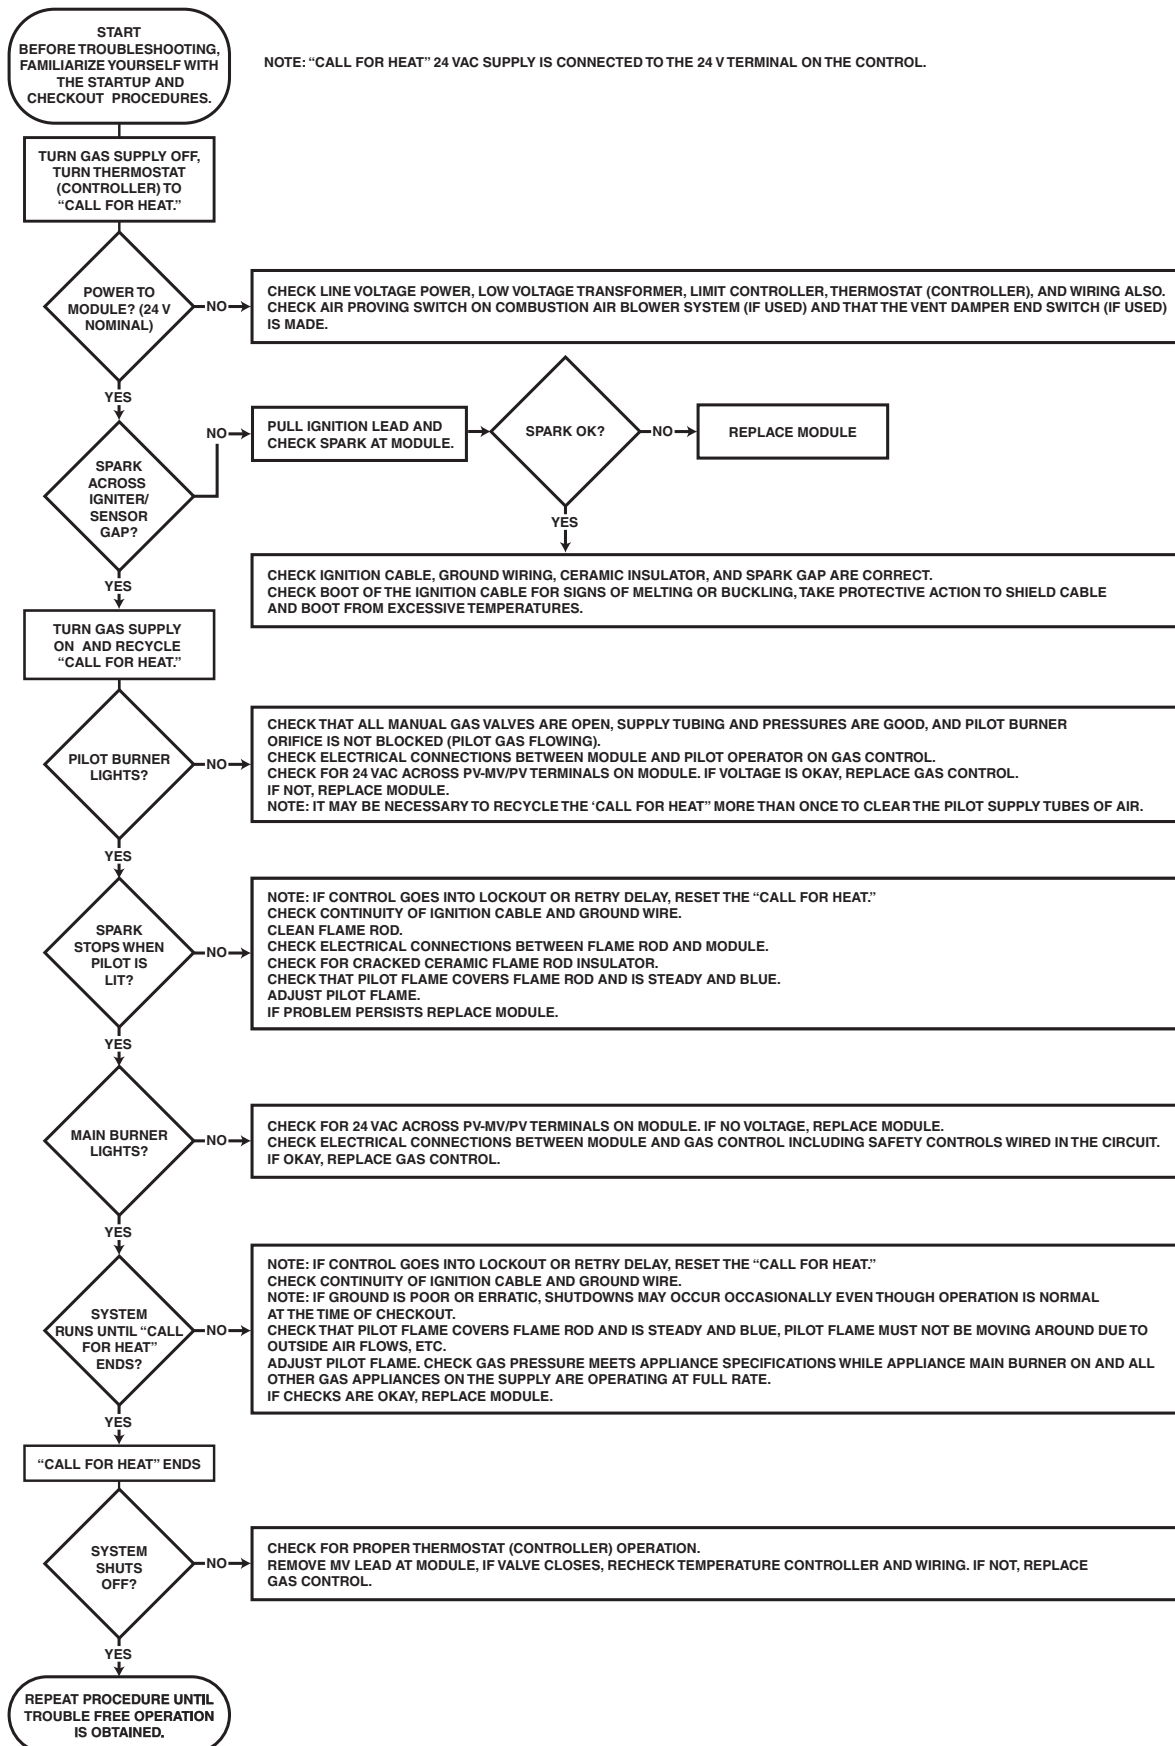 START
BEFORE TROUBLESHOOTING,
FAMILIARIZE YOURSELF WITH
THE STARTUP AND
CHECKOUT PROCEDURES.
NOTE: “CALL FOR HEAT” 24 VAC SUPPLY IS CONNECTED TO THE 24 V TERMINAL ON THE CONTROL.
TURN GAS SUPPLY OFF,
TURN THERMOSTAT
(CONTROLLER) TO
“CALL FOR HEAT.”
POWER TO
MODULE? (24 V
NOMINAL)
NO
CHECK LINE VOLTAGE POWER, LOW VOLTAGE TRANSFORMER, LIMIT CONTROLLER, THERMOSTAT (CONTROLLER), AND WIRING ALSO.
CHECK AIR PROVING SWITCH ON COMBUSTION AIR BLOWER SYSTEM (IF USED) AND THAT THE VENT DAMPER END SWITCH (IF USED)
IS MADE.
YES
SPARK
ACROSS
IGNITER/
SENSOR
GAP?
NO
PULL IGNITION LEAD AND
CHECK SPARK AT MODULE.
SPARK OK?
NO
REPLACE MODULE
YES
CHECK IGNITION CABLE, GROUND WIRING, CERAMIC INSULATOR, AND SPARK GAP ARE CORRECT.
CHECK BOOT OF THE IGNITION CABLE FOR SIGNS OF MELTING OR BUCKLING, TAKE PROTECTIVE ACTION TO SHIELD CABLE
AND BOOT FROM EXCESSIVE TEMPERATURES.
YES
TURN GAS SUPPLY
ON AND RECYCLE
“CALL FOR HEAT.”
PILOT BURNER
LIGHTS?
NO
CHECK THAT ALL MANUAL GAS VALVES ARE OPEN, SUPPLY TUBING AND PRESSURES ARE GOOD, AND PILOT BURNER
ORIFICE IS NOT BLOCKED (PILOT GAS FLOWING).
CHECK ELECTRICAL CONNECTIONS BETWEEN MODULE AND PILOT OPERATOR ON GAS CONTROL.
CHECK FOR 24 VAC ACROSS PV-MV/PV TERMINALS ON MODULE. IF VOLTAGE IS OKAY, REPLACE GAS CONTROL.
IF NOT, REPLACE MODULE.
NOTE: IT MAY BE NECESSARY TO RECYCLE THE ‘CALL FOR HEAT” MORE THAN ONCE TO CLEAR THE PILOT SUPPLY TUBES OF AIR.
YES
SPARK
STOPS WHEN
PILOT IS
LIT?
NO
NOTE: IF CONTROL GOES INTO LOCKOUT OR RETRY DELAY, RESET THE “CALL FOR HEAT.”
CHECK CONTINUITY OF IGNITION CABLE AND GROUND WIRE.
CLEAN FLAME ROD.
CHECK ELECTRICAL CONNECTIONS BETWEEN FLAME ROD AND MODULE.
CHECK FOR CRACKED CERAMIC FLAME ROD INSULATOR.
CHECK THAT PILOT FLAME COVERS FLAME ROD AND IS STEADY AND BLUE.
ADJUST PILOT FLAME.
IF PROBLEM PERSISTS REPLACE MODULE.
YES
MAIN BURNER
LIGHTS?
NO
CHECK FOR 24 VAC ACROSS PV-MV/PV TERMINALS ON MODULE. IF NO VOLTAGE, REPLACE MODULE.
CHECK ELECTRICAL CONNECTIONS BETWEEN MODULE AND GAS CONTROL INCLUDING SAFETY CONTROLS WIRED IN THE CIRCUIT.
IF OKAY, REPLACE GAS CONTROL.
YES
SYSTEM
RUNS UNTIL “CALL
FOR HEAT”
ENDS?
NO
NOTE: IF CONTROL GOES INTO LOCKOUT OR RETRY DELAY, RESET THE “CALL FOR HEAT.”
CHECK CONTINUITY OF IGNITION CABLE AND GROUND WIRE.
NOTE: IF GROUND IS POOR OR ERRATIC, SHUTDOWNS MAY OCCUR OCCASIONALLY EVEN THOUGH OPERATION IS NORMAL
AT THE TIME OF CHECKOUT.
CHECK THAT PILOT FLAME COVERS FLAME ROD AND IS STEADY AND BLUE, PILOT FLAME MUST NOT BE MOVING AROUND DUE TO
OUTSIDE AIR FLOWS, ETC.
ADJUST PILOT FLAME. CHECK GAS PRESSURE MEETS APPLIANCE SPECIFICATIONS WHILE APPLIANCE MAIN BURNER ON AND ALL
OTHER GAS APPLIANCES ON THE SUPPLY ARE OPERATING AT FULL RATE.
IF CHECKS ARE OKAY, REPLACE MODULE.
YES
“CALL FOR HEAT” ENDS
SYSTEM
SHUTS
OFF?
NO
CHECK FOR PROPER THERMOSTAT (CONTROLLER) OPERATION.
REMOVE MV LEAD AT MODULE, IF VALVE CLOSES, RECHECK TEMPERATURE CONTROLLER AND WIRING. IF NOT, REPLACE
GAS CONTROL.
YES
REPEAT PROCEDURE UNTIL
TROUBLE FREE OPERATION
IS OBTAINED.